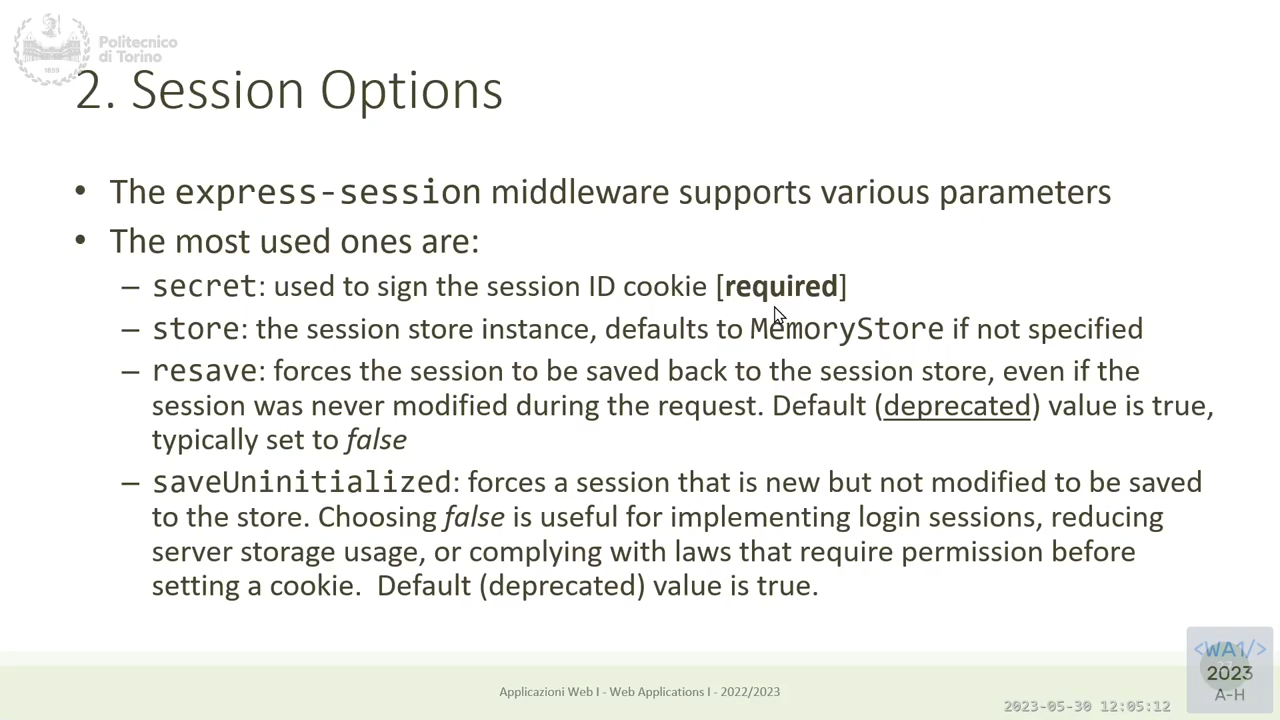 Politecnico
di Torino
1859
2. Session Options
• The express-session middleware supports various parameters
• The most used ones are:
– secret: used to sign the session ID cookie [required]
– store: the session store instance, defaults to MemoryStore if not specified
– resave: forces the session to be saved back to the session store, even if the
session was never modified during the request. Default (deprecated) value is true,
typically set to false
– saveUninitialized: forces a session that is new but not modified to be saved
to the store. Choosing false is useful for implementing login sessions, reducing
server storage usage, or complying with laws that require permission before
setting a cookie.  Default (deprecated) value is true.
Applicazioni Web I - Web Applications I - 2022/2023
<WA1/>
2023
A-H
2023-05-30 12:05:12